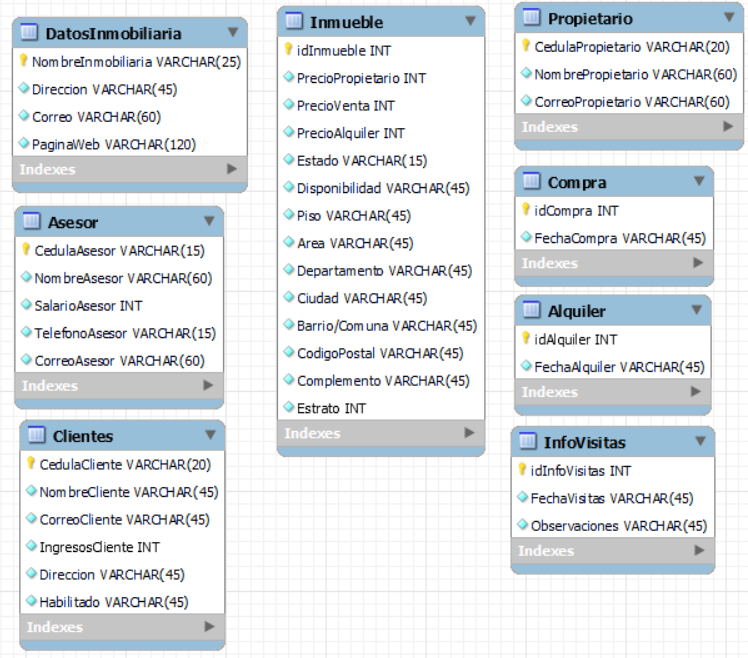 DatosInmobiliaria
NombreInmobiliaria VARCHAR(25)
Direccion VARCHAR(45)
Correo VARCHAR(60)
PaginaWeb VARCHAR(120)
Indexes
Asesor
CedulaAsesor VARCHAR(15)
NombreAsesor VARCHAR(60)
SalarioAsesor INT
TelefonoAsesor VARCHAR(15)
CorreoAsesor VARCHAR(60)
Indexes
Clientes
CedulaCliente VARCHAR(20)
NombreCliente VARCHAR(45)
CorreoCliente VARCHAR(45)
IngresosCliente INT
Direccion VARCHAR(45)
Habilitado VARCHAR(45)
Indexes
Inmueble
idInmueble INT
PrecioPropietario INT
PrecioVenta INT
PrecioAlquiler INT
Estado VARCHAR(15)
Disponibilidad VARCHAR(45)
Piso VARCHAR(45)
Area VARCHAR(45)
Departamento VARCHAR(45)
Ciudad VARCHAR(45)
Barrio/Comuna VARCHAR(45)
CodigoPostal VARCHAR(45)
Complemento VARCHAR(45)
Estrato INT
Indexes
Propietario
CedulaPropietario VARCHAR(20)
NombrePropietario VARCHAR(60)
CorreoPropietario VARCHAR(60)
Indexes
Compra
idCompra INT
FechaCompra VARCHAR(45)
Indexes
Alquiler
idAlquiler INT
FechaAlquiler VARCHAR(45)
Indexes
InfoVisitas
idInfoVisitas INT
FechaVisitas VARCHAR(45)
Observaciones VARCHAR(45)
Indexes